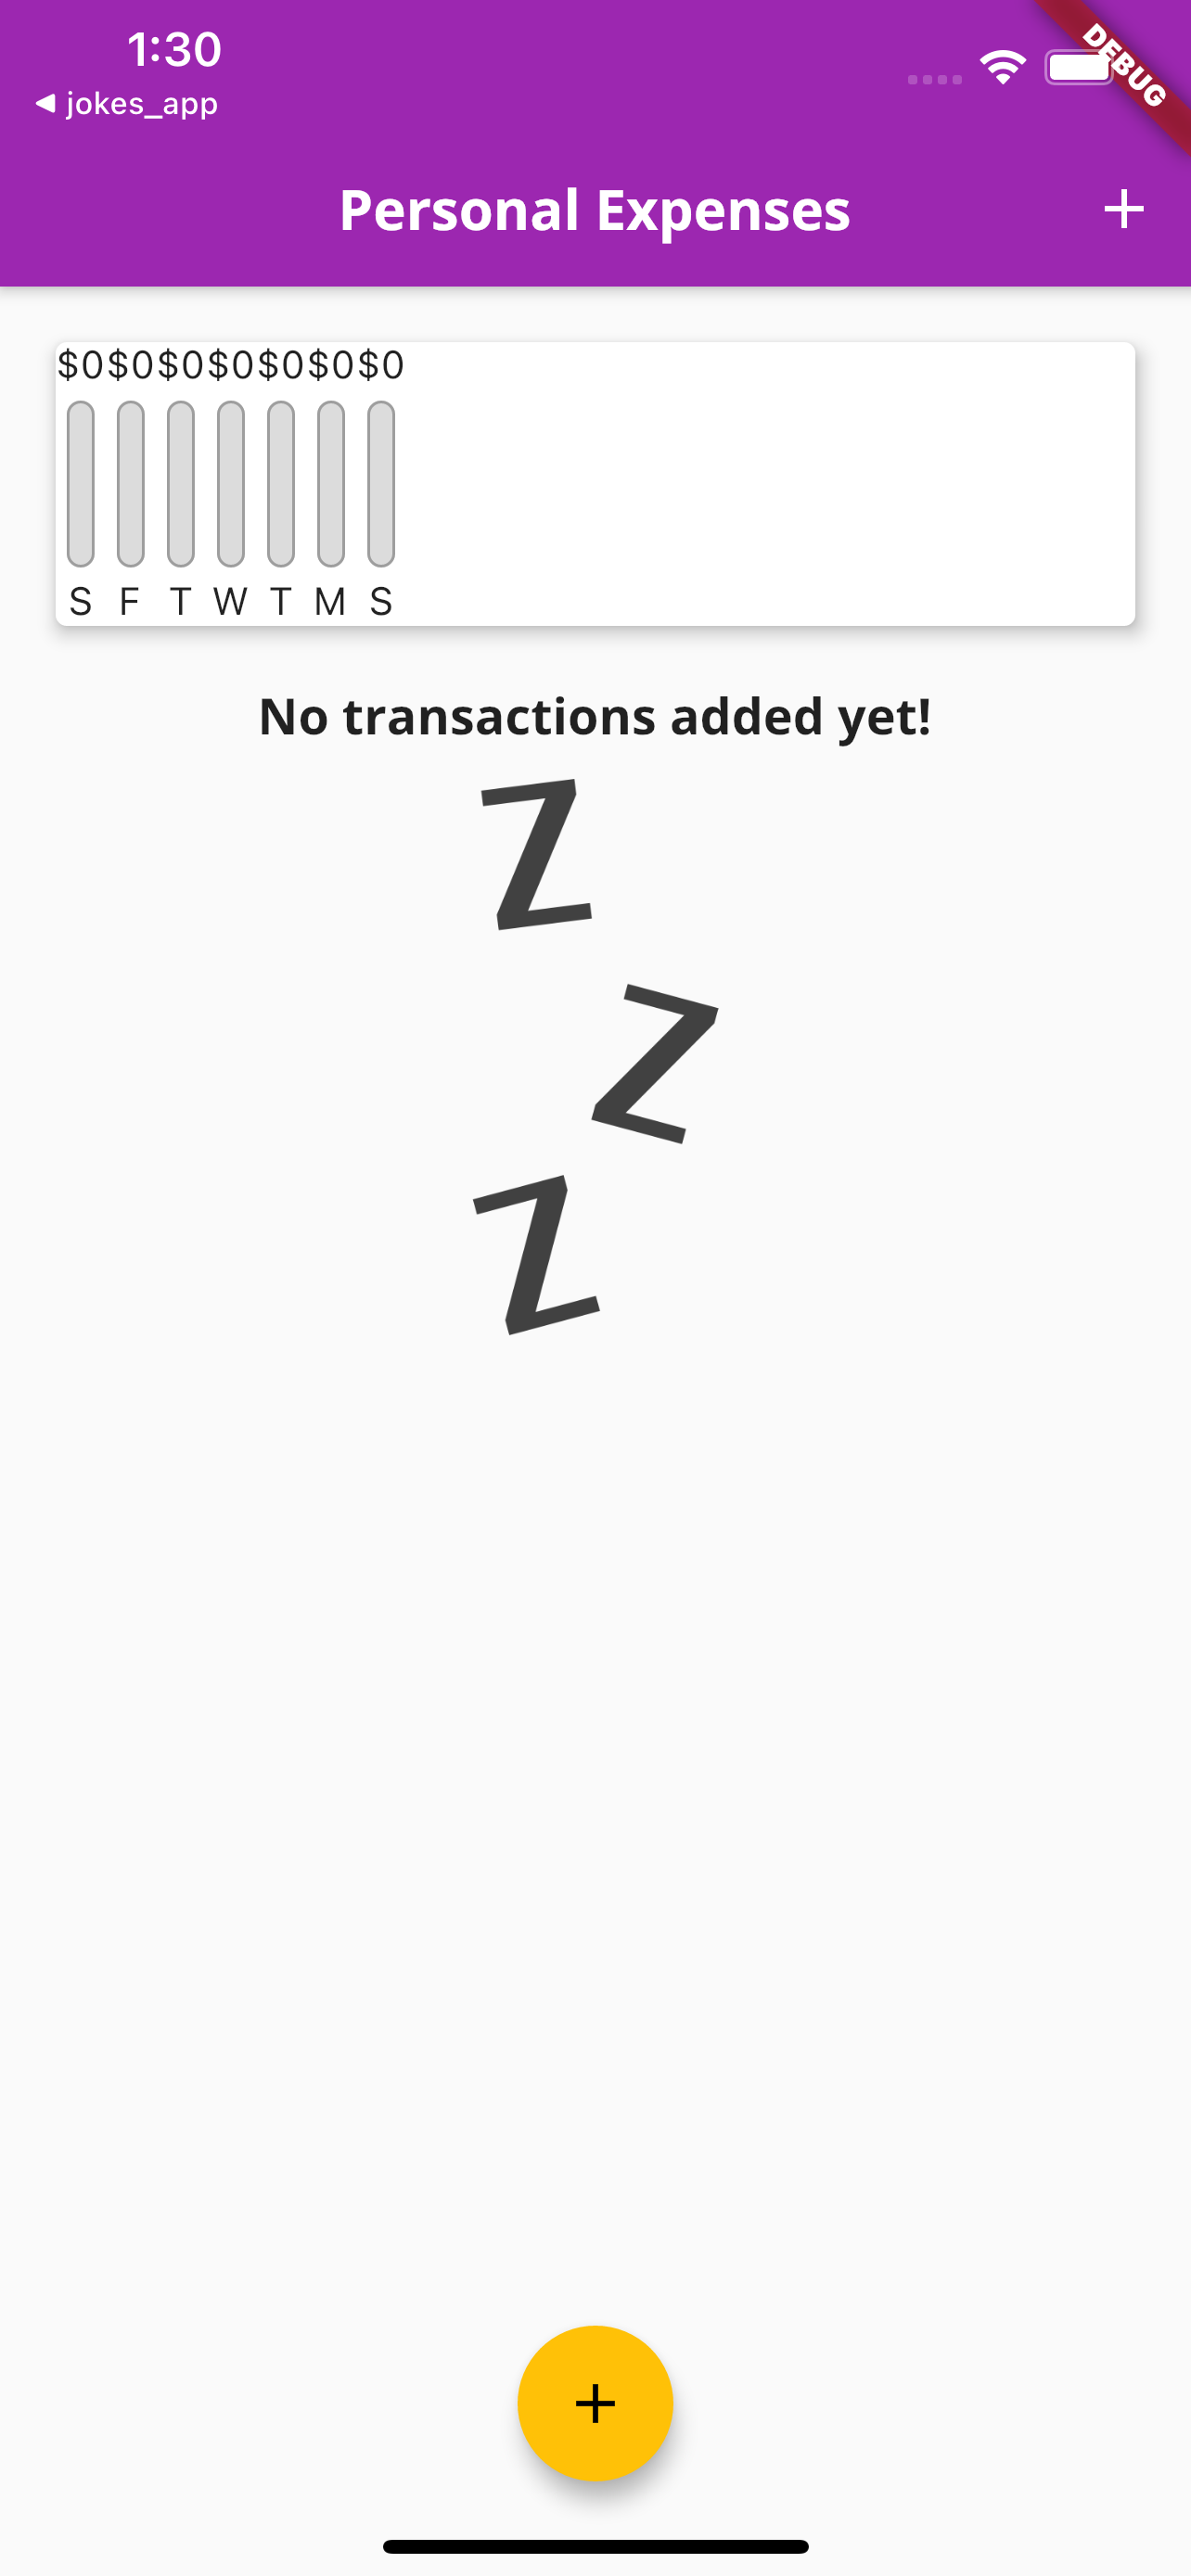 1:30
DEBUG
◀ jokes_app
Personal Expenses +
$0 $0 $0 $0 $0 $0 $0
S F T W T M S
No transactions added yet!
Z
Z
Z
+